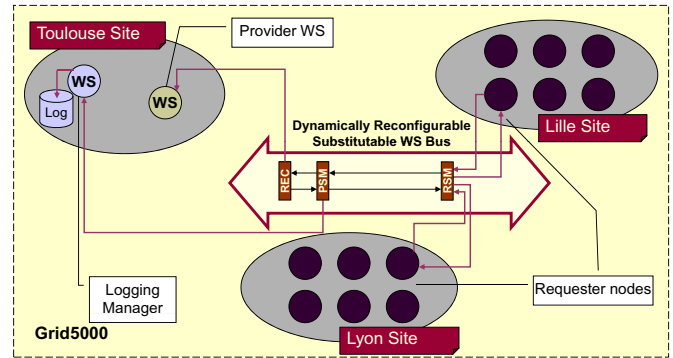 Toulouse Site
Provider WS
WS
WS
Log
Lille Site
Dynamically Reconfigurable
Substitutable WS Bus
REC
PSM
RSM
Logging
Manager
Requester nodes
Grid5000
Lyon Site